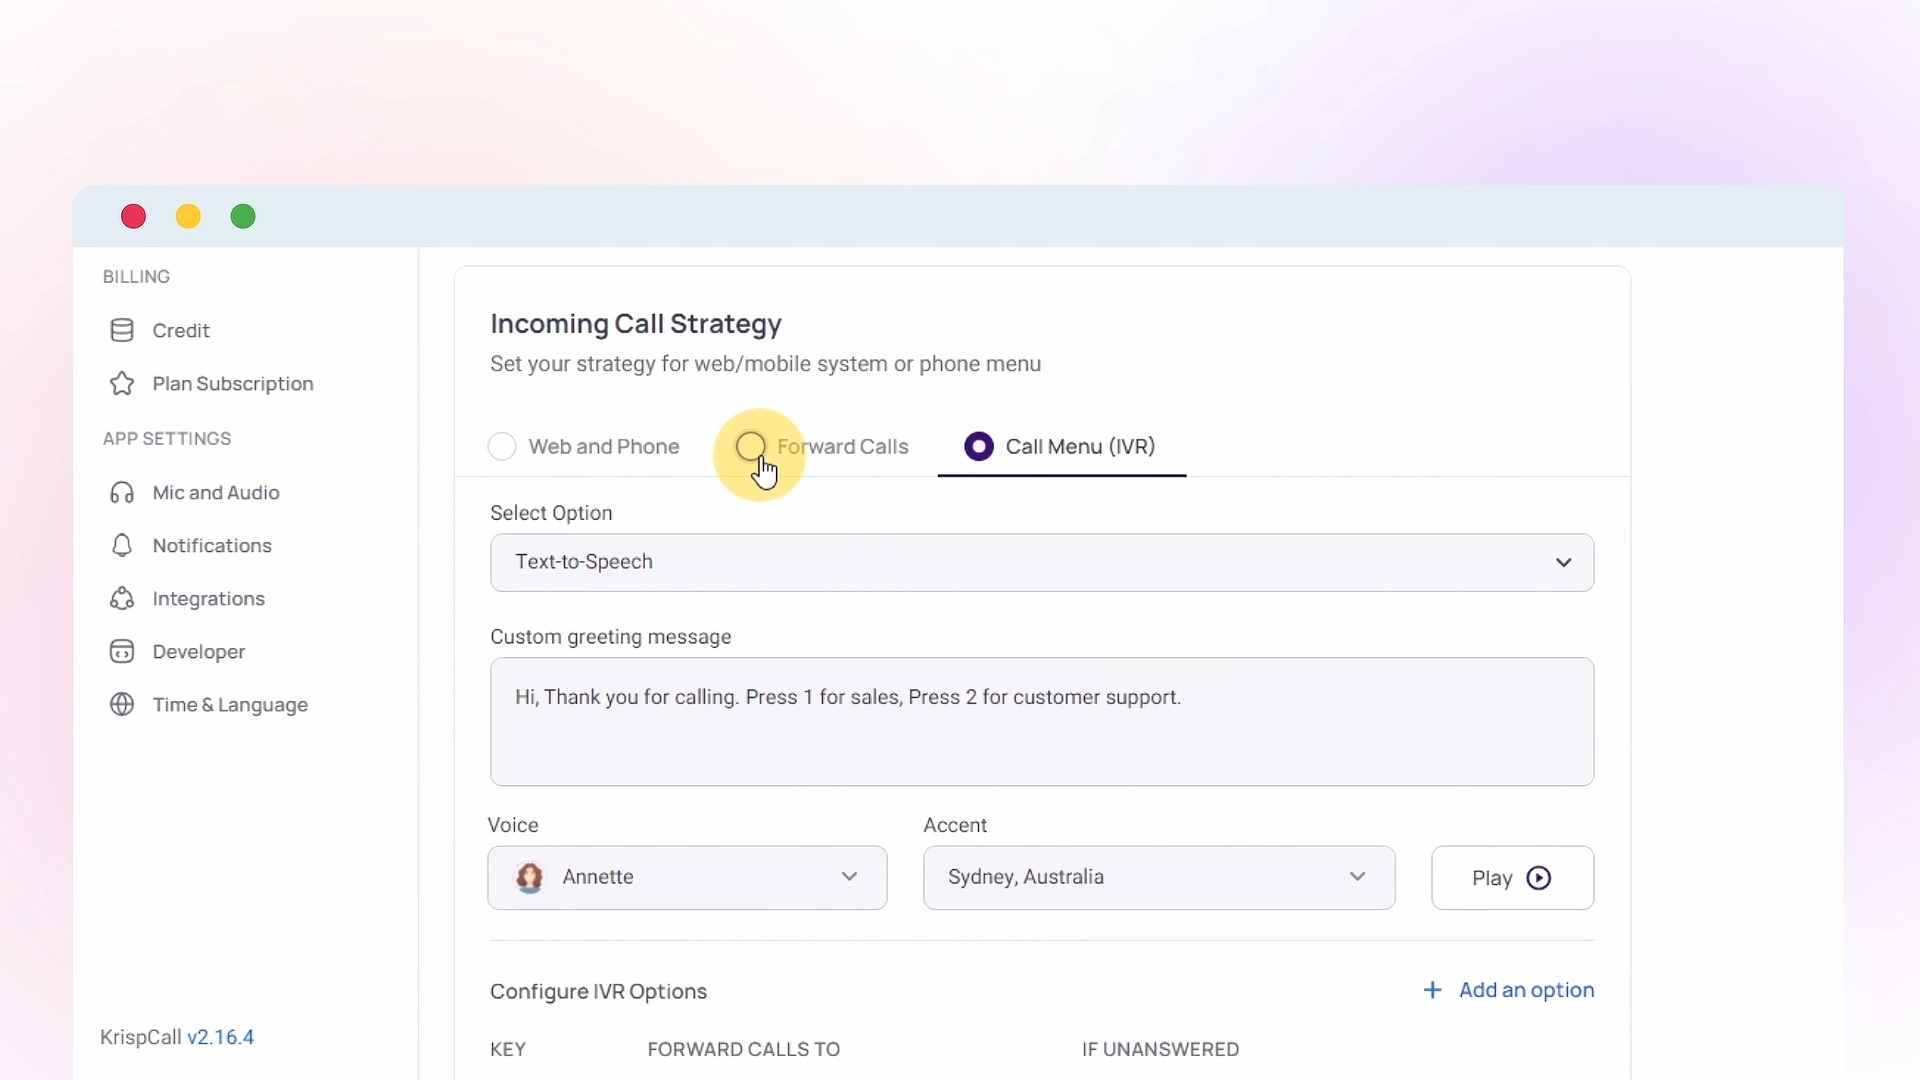 BILLING
Credit
Plan Subscription
APP SETTINGS
Mic and Audio
Notifications
Integrations
Developer
Time & Language
KrispCall v2.16.4
Incoming Call Strategy
Set your strategy for web/mobile system or phone menu
Web and Phone
Forward Calls
Call Menu (IVR)
Select Option
Text-to-Speech
Custom greeting message
Hi, Thank you for calling. Press 1 for sales, Press 2 for customer support.
Voice
Accent
Annette
Sydney, Australia
Play
Configure IVR Options
+ Add an option
KEY
FORWARD CALLS TO
IF UNANSWERED